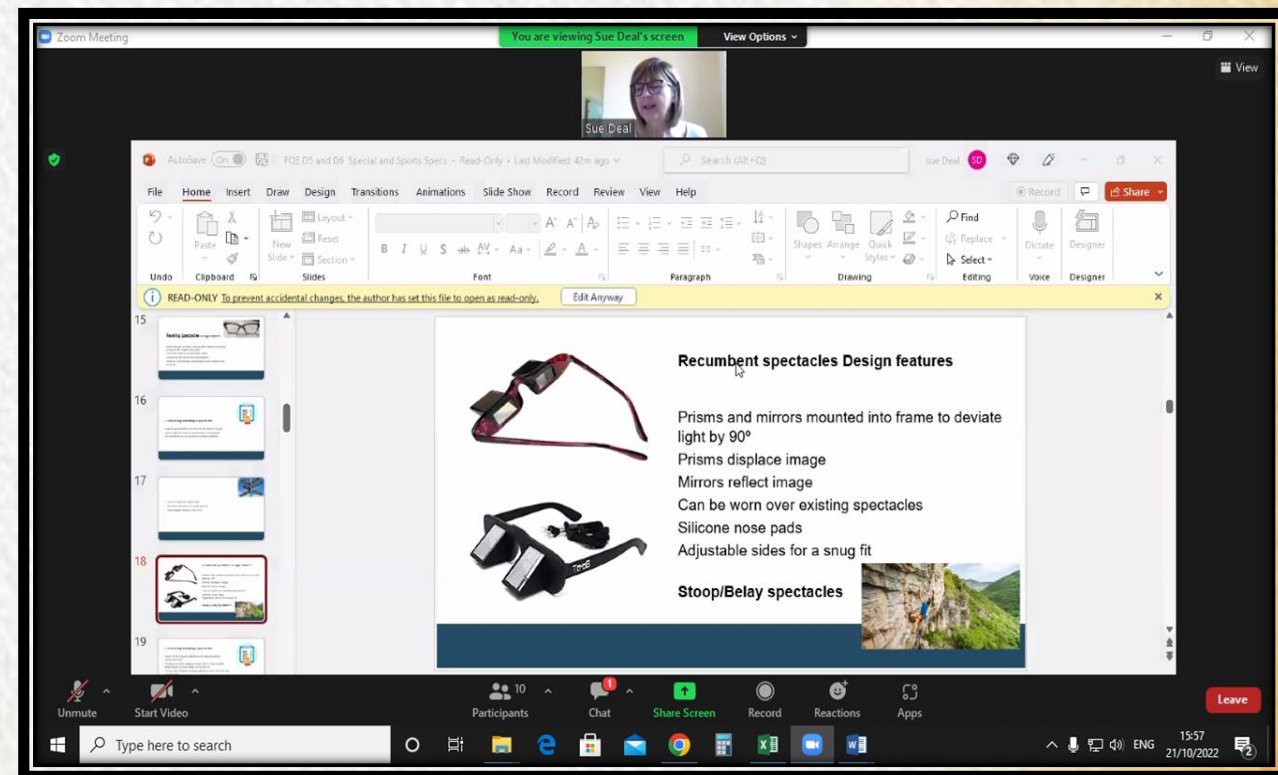 Zoom Meeting
You are viewing Sue Deal's screen View Options
View
Sue Deal
AutoSave On FQE D5 and D6 Special and Sports Specs - Read-Only • Last Modified: 42m ago
Search (Alt+Q)
sue Deal SD
File Home Insert Draw Design Transitions Animations Slide Show Record Review View Help
Record Share
Paste
New Slide
Layout
Reset
Section
B I U S ab AV Aa A
Shapes Arrange Quick Styles
Find
Replace
Select
Dictate
Designer
Undo Clipboard Slides Font Paragraph Drawing Editing Voice Designer
READ-ONLY To prevent accidental changes, the author has set this file to open as read-only. Edit Anyway
15
16
17
18
19
Recumbent spectacles Design features
Prisms and mirrors mounted into frame to deviate
light by 90º
Prisms displace image
Mirrors reflect image
Can be worn over existing spectacles
Silicone nose pads
Adjustable sides for a snug fit
Stoop/Belay spectacles
Unmute Start Video Participants 10 Chat 1 Share Screen Record Reactions Apps Leave
Type here to search
ENG
15:57
21/10/2022
2